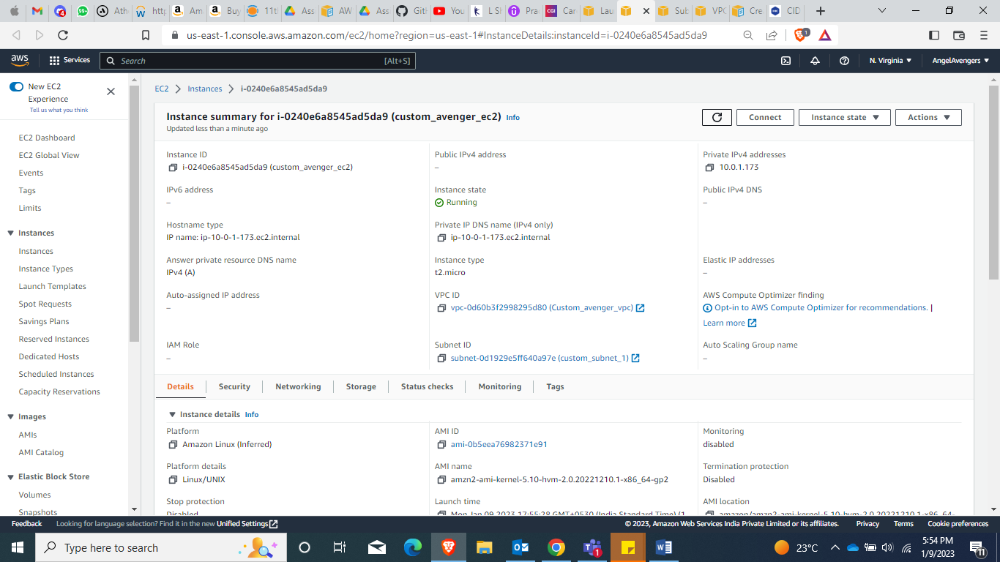 Ath
http
Am
Buy
11t
Ass
AW
Ass
Git
You
L Sl
Pra
Car
Lau
Sub
VPC
Cre
CID
us-east-1.console.aws.amazon.com/ec2/home?region=us-east-1#InstanceDetails:instanceId=i-0240e6a8545ad5da9
aws
Services
Search
[Alt+S]
N. Virginia
AngelAvengers
New EC2
Experience
Tell us what you think
EC2 Dashboard
EC2 Global View
Events
Tags
Limits
Instances
Instances
Instance Types
Launch Templates
Spot Requests
Savings Plans
Reserved Instances
Dedicated Hosts
Scheduled Instances
Capacity Reservations
Images
AMIs
AMI Catalog
Elastic Block Store
Volumes
Snapshots
EC2 > Instances > i-0240e6a8545ad5da9
Instance summary for i-0240e6a8545ad5da9 (custom_avenger_ec2) Info
Updated less than a minute ago
Connect
Instance state
Actions
Instance ID
i-0240e6a8545ad5da9 (custom_avenger_ec2)
Public IPv4 address
–
Private IPv4 addresses
10.0.1.173
IPv6 address
–
Instance state
Running
Public IPv4 DNS
–
Hostname type
IP name: ip-10-0-1-173.ec2.internal
Private IP DNS name (IPv4 only)
ip-10-0-1-173.ec2.internal
Answer private resource DNS name
IPv4 (A)
Instance type
t2.micro
Elastic IP addresses
–
Auto-assigned IP address
–
VPC ID
vpc-0d60b3f2998295d80 (Custom_avenger_vpc)
AWS Compute Optimizer finding
Opt-in to AWS Compute Optimizer for recommendations. |
Learn more
IAM Role
–
Subnet ID
subnet-0d1929e5ff640a97e (custom_subnet_1)
Auto Scaling Group name
–
Details
Security
Networking
Storage
Status checks
Monitoring
Tags
Instance details Info
Platform
Amazon Linux (Inferred)
AMI ID
ami-0b5eea76982371e91
Monitoring
disabled
Platform details
Linux/UNIX
AMI name
amzn2-ami-kernel-5.10-hvm-2.0.20221210.1-x86_64-gp2
Termination protection
Disabled
Stop protection
Disabled
Launch time
Mon Jan 09 2023 17:55:28 GMT+0530 (India Standard Time) (1
AMI location
amazon/amzn2-ami-kernel-5.10-hvm-2.0.20221210.1-x86_64-
Feedback
Looking for language selection? Find it in the new Unified Settings
© 2023, Amazon Web Services India Private Limited or its affiliates.
Privacy
Terms
Cookie preferences
Type here to search
23°C
5:54 PM
1/9/2023
11